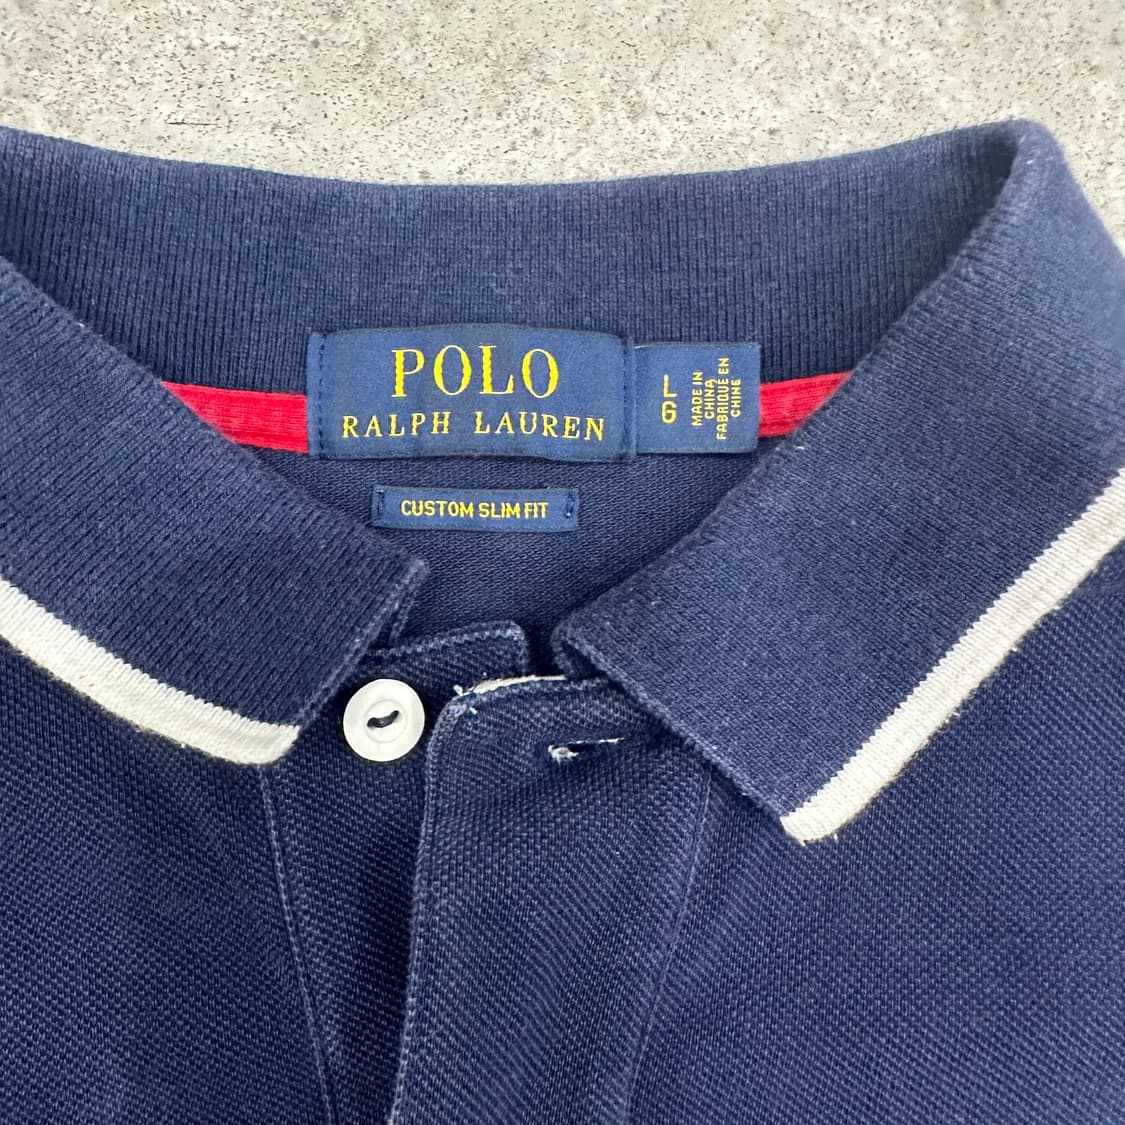 POLO
RALPH LAUREN
L
G
MADE IN
CHINA
FABRIQUÉ EN
CHINE
CUSTOM SLIM FIT